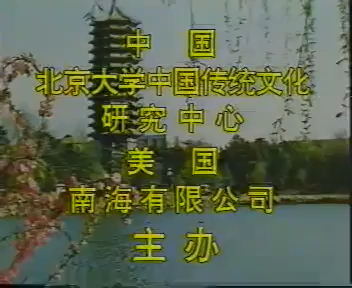 中国
北京大学中国传统文化
研究中心
美国
南海有限公司
主办